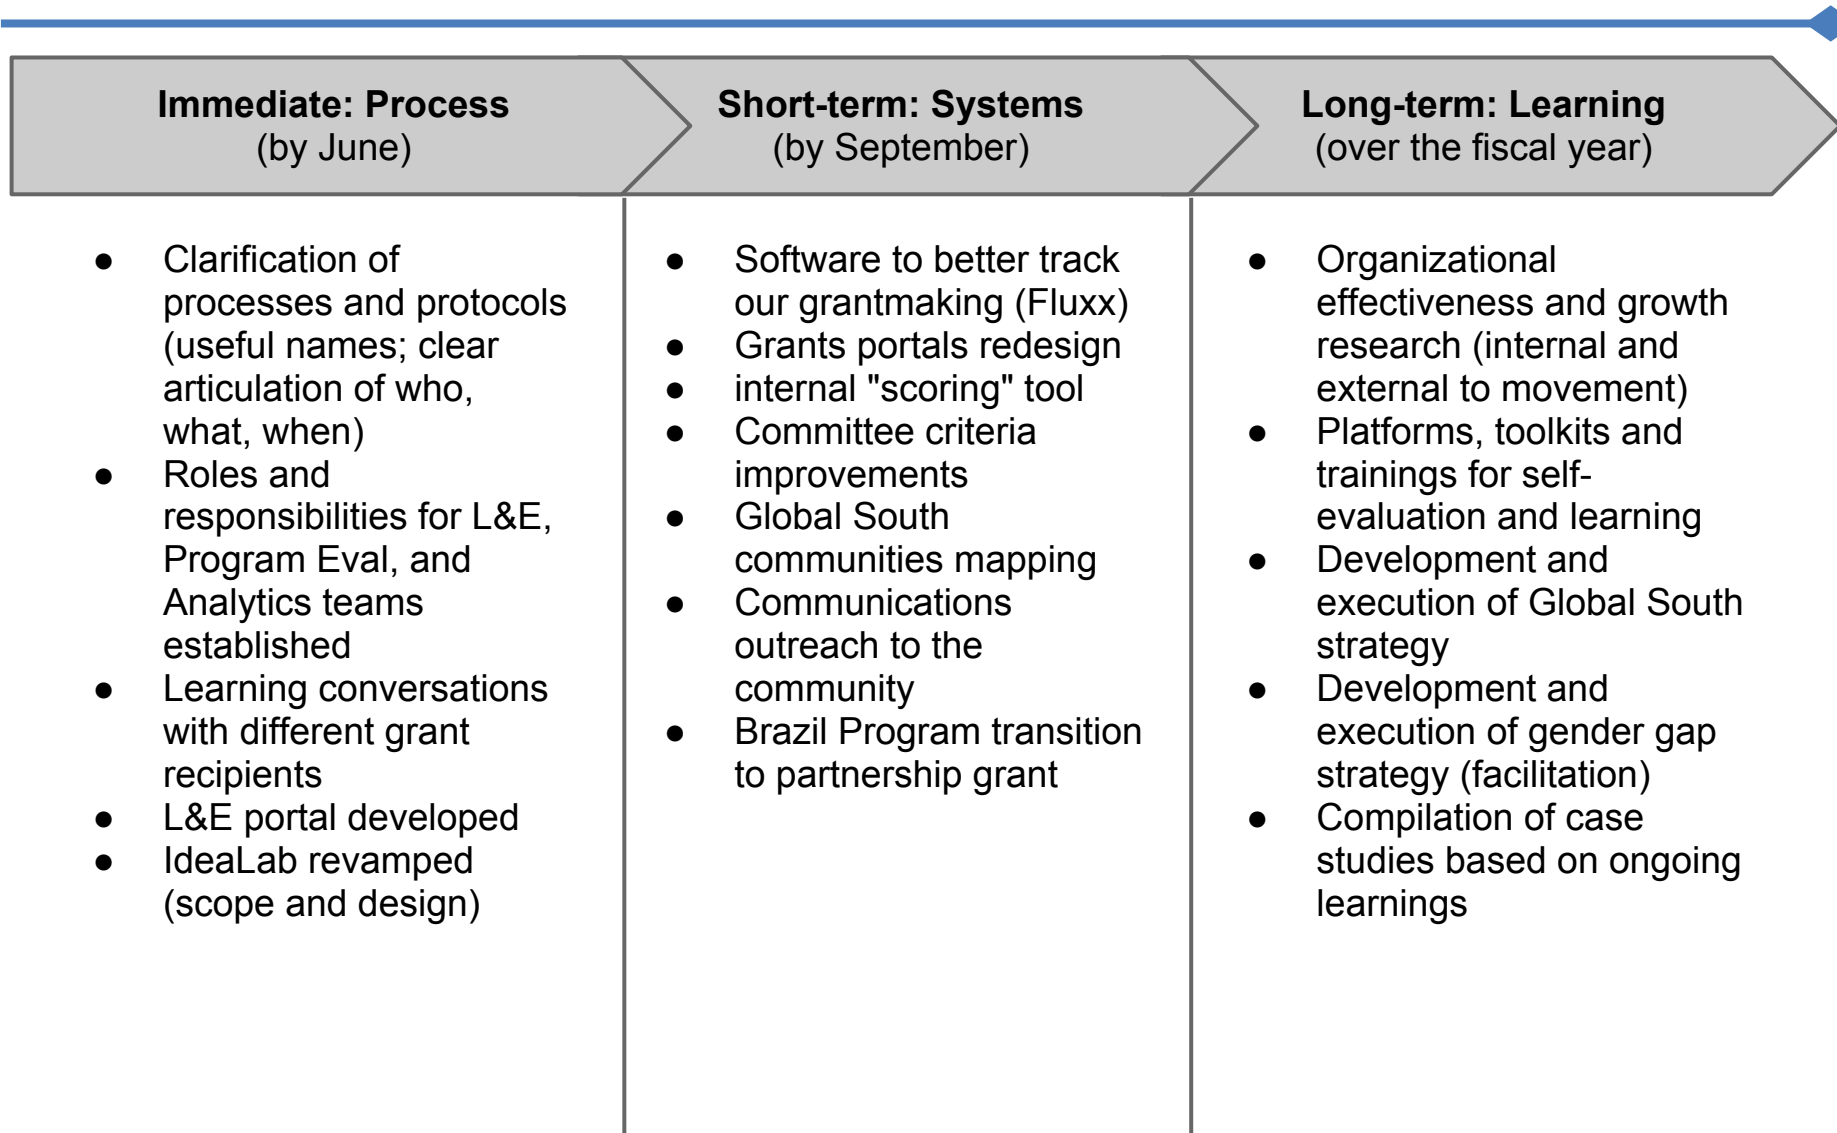 Immediate: Process
(by June)
Short-term: Systems
(by September)
Long-term: Learning
(over the fiscal year)
● Clarification of
processes and protocols
(useful names; clear
articulation of who,
what, when)
● Roles and
responsibilities for L&E,
Program Eval, and
Analytics teams
established
● Learning conversations
with different grant
recipients
● L&E portal developed
● IdeaLab revamped
(scope and design)
● Software to better track
our grantmaking (Fluxx)
● Grants portals redesign
● internal "scoring" tool
● Committee criteria
improvements
● Global South
communities mapping
● Communications
outreach to the
community
● Brazil Program transition
to partnership grant
● Organizational
effectiveness and growth
research (internal and
external to movement)
● Platforms, toolkits and
trainings for self-
evaluation and learning
● Development and
execution of Global South
strategy
● Development and
execution of gender gap
strategy (facilitation)
● Compilation of case
studies based on ongoing
learnings